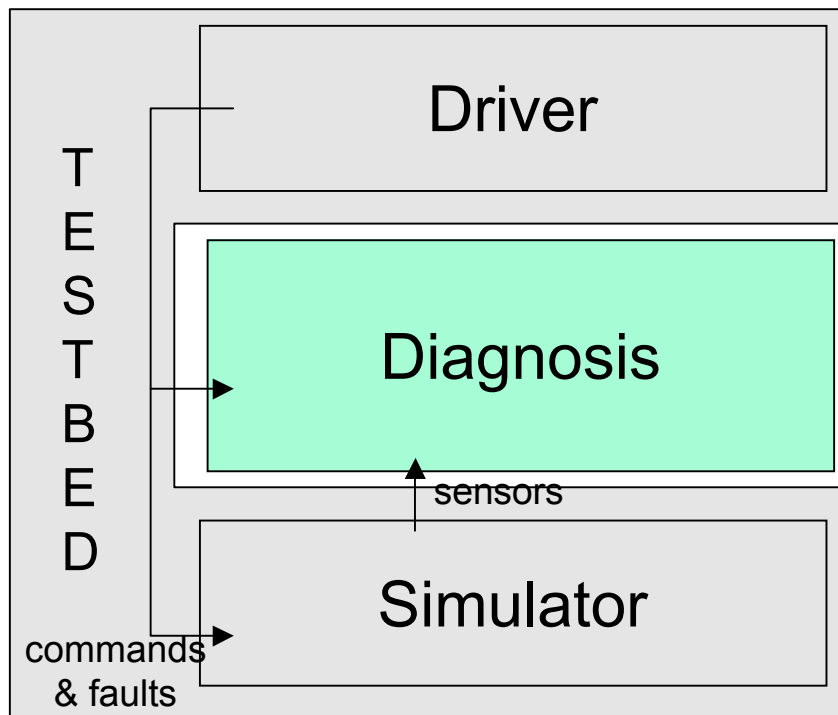 Driver
T
E
S
T
B
E
D
Diagnosis
sensors
Simulator
commands
& faults